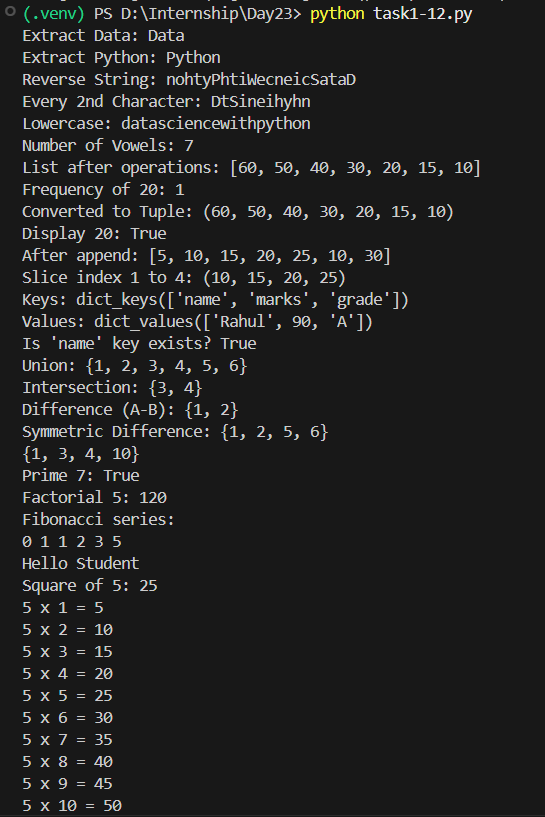 (.venv) PS D:\Internship\Day23> python task1-12.py
Extract Data: Data
Extract Python: Python
Reverse String: nohtyPhtiWecneicSataD
Every 2nd Character: DtSineihyhn
Lowercase: datasciencewithpython
Number of Vowels: 7
List after operations: [60, 50, 40, 30, 20, 15, 10]
Frequency of 20: 1
Converted to Tuple: (60, 50, 40, 30, 20, 15, 10)
Display 20: True
After append: [5, 10, 15, 20, 25, 10, 30]
Slice index 1 to 4: (10, 15, 20, 25)
Keys: dict_keys(['name', 'marks', 'grade'])
Values: dict_values(['Rahul', 90, 'A'])
Is 'name' key exists? True
Union: {1, 2, 3, 4, 5, 6}
Intersection: {3, 4}
Difference (A-B): {1, 2}
Symmetric Difference: {1, 2, 5, 6}
{1, 3, 4, 10}
Prime 7: True
Factorial 5: 120
Fibonacci series:
0 1 1 2 3 5
Hello Student
Square of 5: 25
5 x 1 = 5
5 x 2 = 10
5 x 3 = 15
5 x 4 = 20
5 x 5 = 25
5 x 6 = 30
5 x 7 = 35
5 x 8 = 40
5 x 9 = 45
5 x 10 = 50